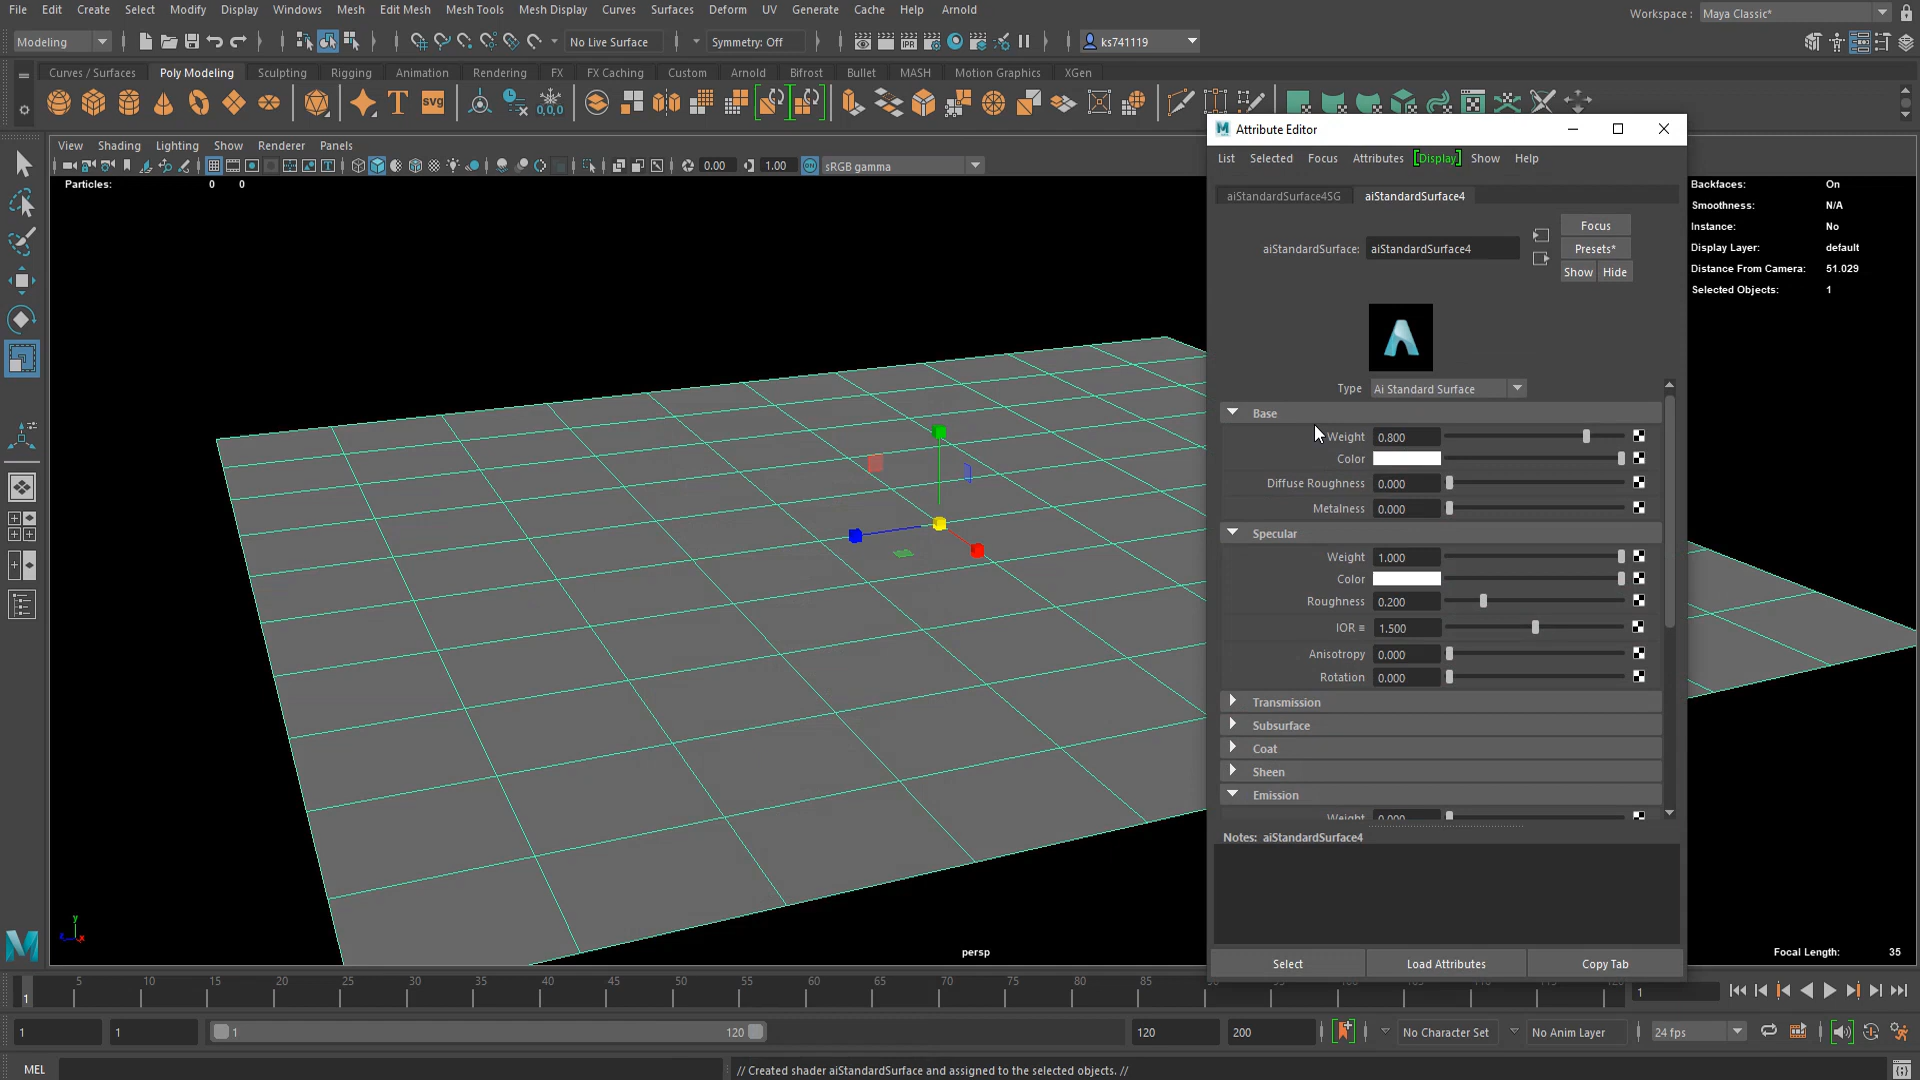 File Edit Create Select Modify Display Windows Mesh Edit Mesh Mesh Tools Mesh Display Curves Surfaces Deform UV Generate Cache Help Arnold
Workspace : Maya Classic*
Modeling No Live Surface Symmetry: Off IPR ks741119
Curves / Surfaces Poly Modeling Sculpting Rigging Animation Rendering FX FX Caching Custom Arnold Bifrost Bullet MASH Motion Graphics XGen
T SVG 0,0,0
Attribute Editor
View Shading Lighting Show Renderer Panels
List Selected Focus Attributes [Display] Show Help
0.00 1.00 sRGB gamma
Particles: 0 0
Backfaces: On
aiStandardSurface4SG aiStandardSurface4
Smoothness: N/A
Instance: No
Focus
aiStandardSurface: aiStandardSurface4 Presets*
Display Layer: default
Show Hide
Distance From Camera: 51.029
Selected Objects: 1
Type Ai Standard Surface
Base
Weight 0.800
Color
Diffuse Roughness 0.000
Metalness 0.000
Specular
Weight 1.000
Color
Roughness 0.200
IOR 1.500
Anisotropy 0.000
Rotation 0.000
Transmission
Subsurface
Coat
Sheen
Emission
Weight 0.000
Notes: aiStandardSurface4
y
persp
Focal Length: 35
Select Load Attributes Copy Tab
5 10 15 20 25 30 35 40 45 50 55 60 65 70 75 80
1 1
1 1 1 120 120 200 No Character Set No Anim Layer 24 fps
MEL // Created shader aiStandardSurface and assigned to the selected objects. //